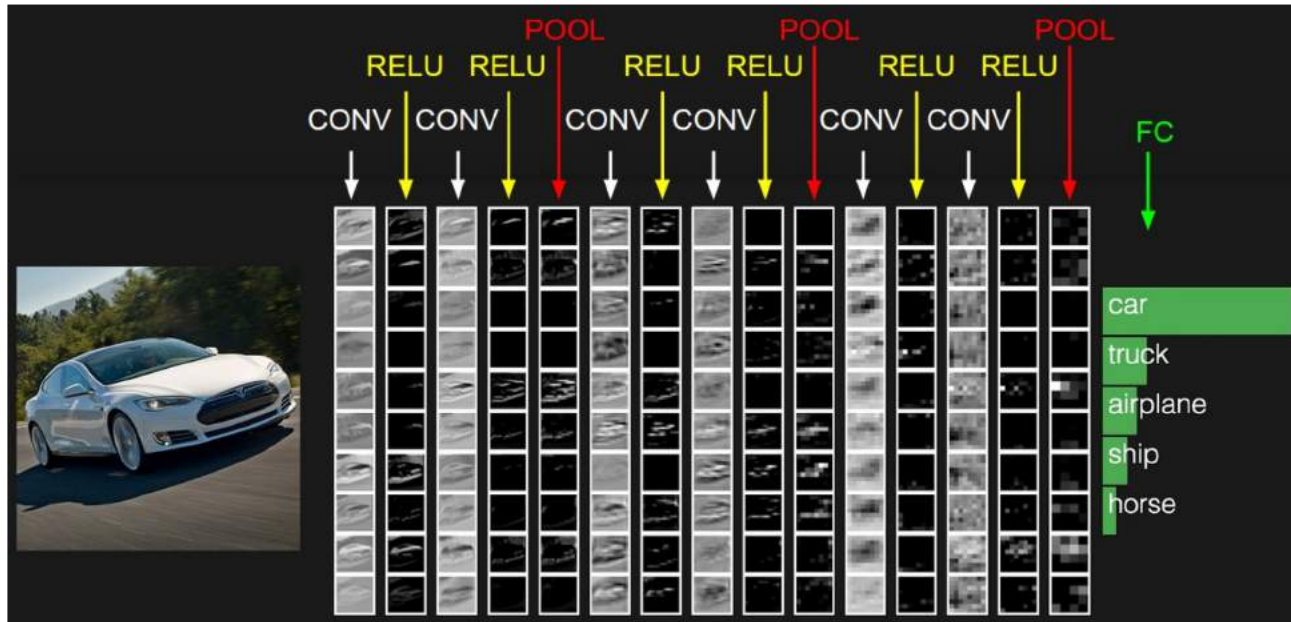 POOL POOL POOL
RELU RELU RELU RELU RELU RELU
CONV CONV CONV CONV CONV CONV
FC
car
truck
airplane
ship
horse